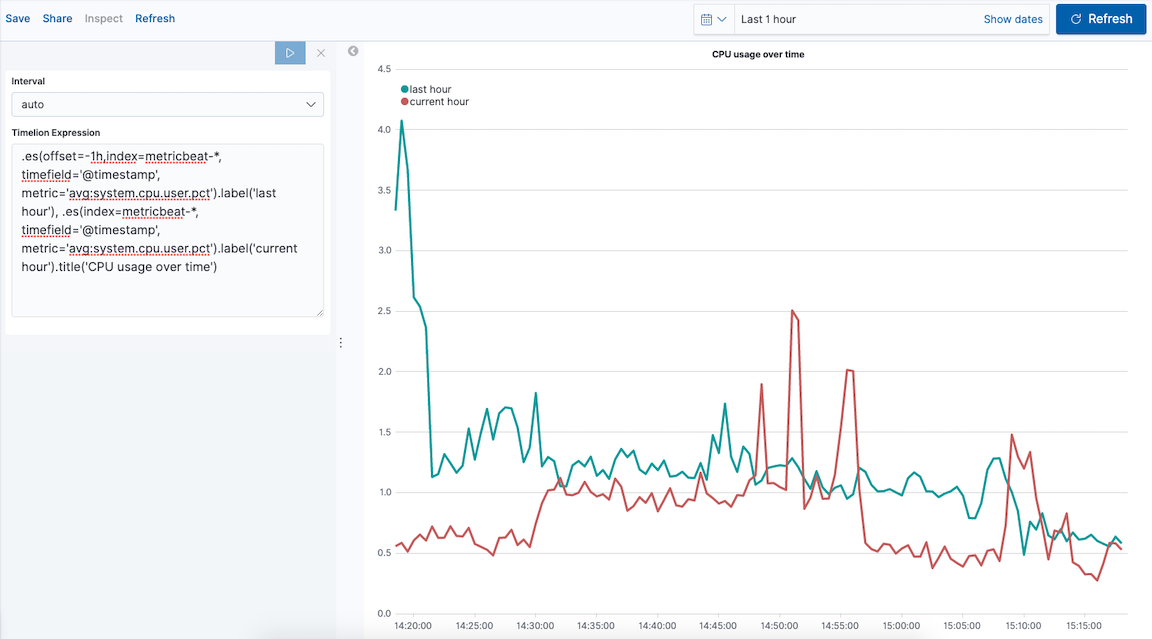 Save Share Inspect Refresh
Last 1 hour
Show dates
Refresh
Interval
auto
Timelion Expression
.es(offset=-1h,index=metricbeat-*,
timefield='@timestamp',
metric='avg:system.cpu.user.pct').label('last
hour'), .es(index=metricbeat-*,
timefield='@timestamp',
metric='avg:system.cpu.user.pct').label('current
hour').title('CPU usage over time')
CPU usage over time
last hour
current hour
4.5
4.0
3.5
3.0
2.5
2.0
1.5
1.0
0.5
0.0
14:20:00 14:25:00 14:30:00 14:35:00 14:40:00 14:45:00 14:50:00 14:55:00 15:00:00 15:05:00 15:10:00 15:15:00